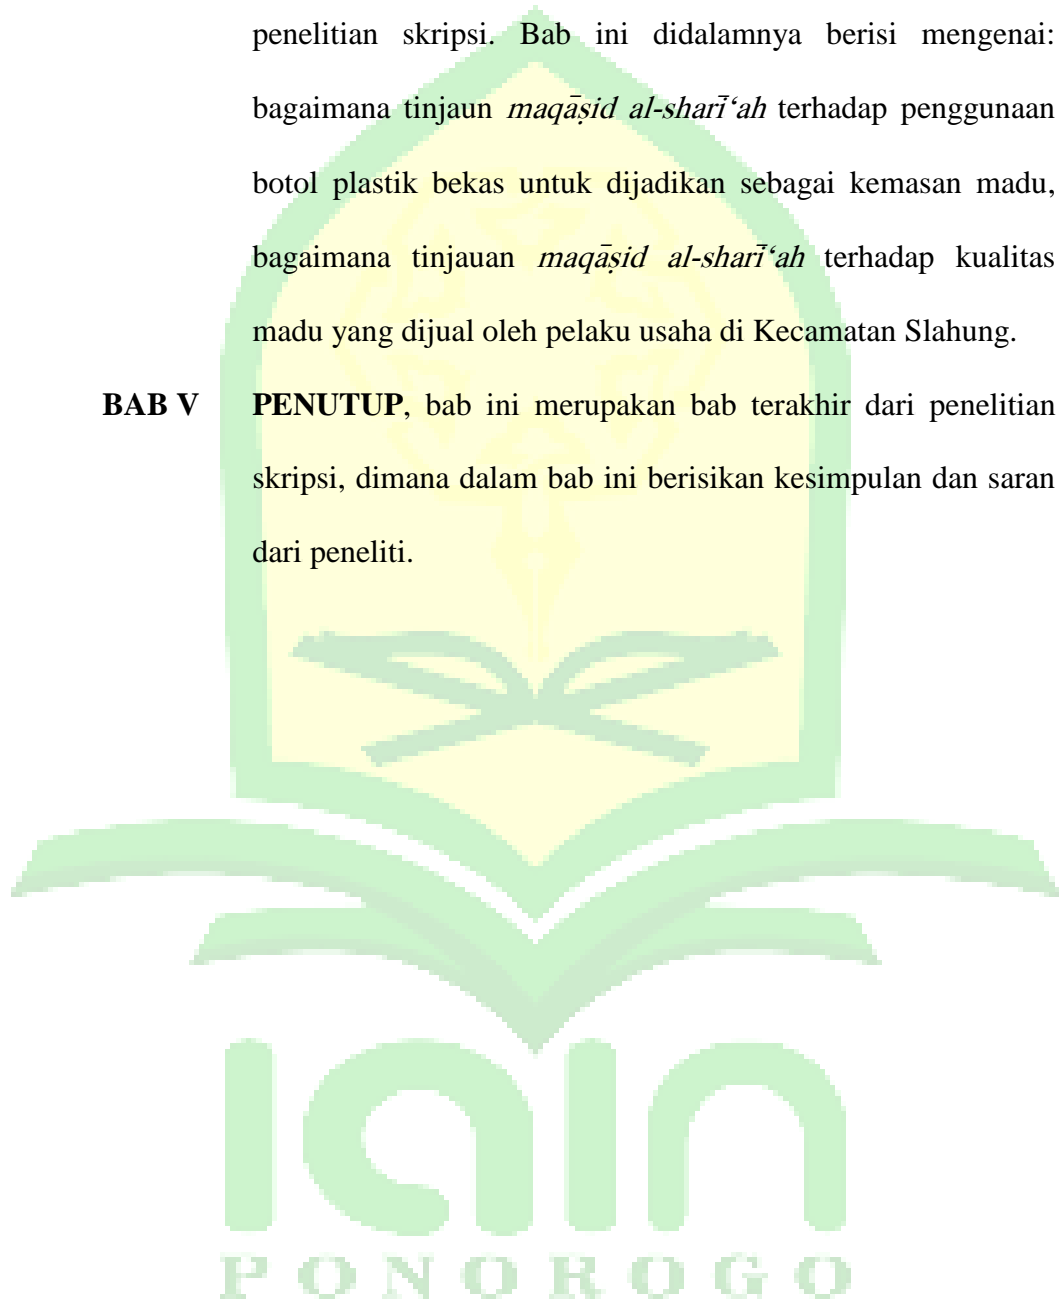 penelitian skripsi. Bab ini didalamnya berisi mengenai:
bagaimana tinjaun maqāṣid al-sharī‘ah terhadap penggunaan
botol plastik bekas untuk dijadikan sebagai kemasan madu,
bagaimana tinjauan maqāṣid al-sharī‘ah terhadap kualitas
madu yang dijual oleh pelaku usaha di Kecamatan Slahung.
BAB V PENUTUP, bab ini merupakan bab terakhir dari penelitian
skripsi, dimana dalam bab ini berisikan kesimpulan dan saran
dari peneliti.
iain
PONOROGO